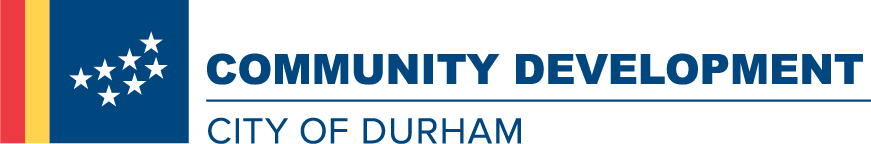 COMMUNITY DEVELOPMENT
CITY OF DURHAM